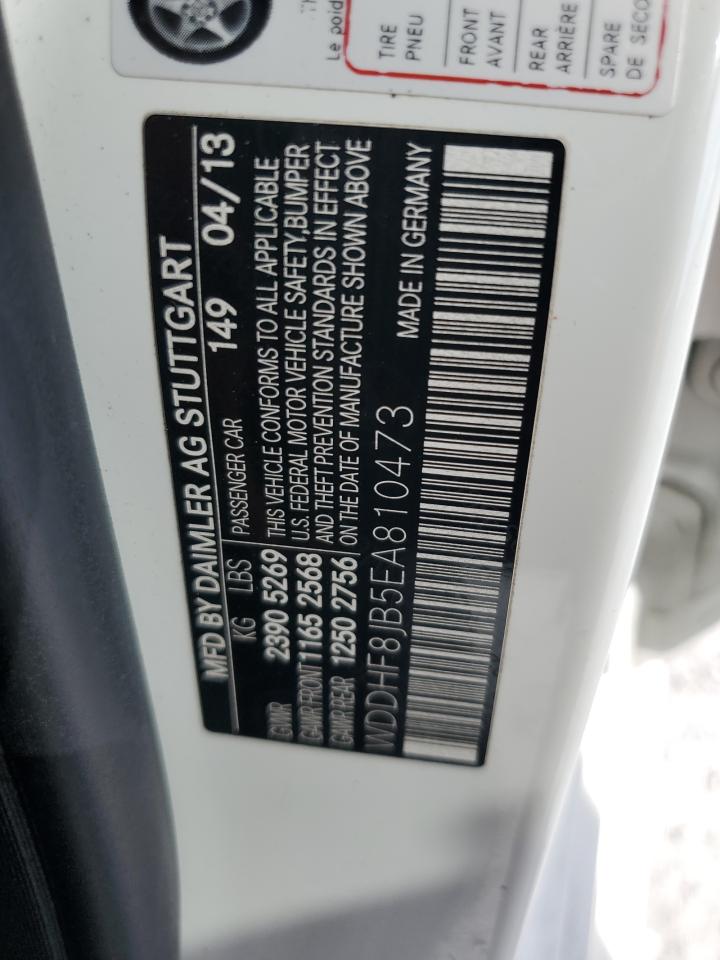 Le poid
TIRE
PNEU
FRONT
AVANT
REAR
ARRIÈRE
SPARE
DE SECO
MFD BY DAIMLER AG STUTTGART
KG LBS 149 04/13
GVWR 2390 5269 PASSENGER CAR
GAWR FRONT 1165 2568 THIS VEHICLE CONFORMS TO ALL APPLICABLE
GAWR REAR 1250 2756 U.S. FEDERAL MOTOR VEHICLE SAFETY,BUMPER
AND THEFT PREVENTION STANDARDS IN EFFECT
ON THE DATE OF MANUFACTURE SHOWN ABOVE
WDDHF8JB5EA810473 MADE IN GERMANY